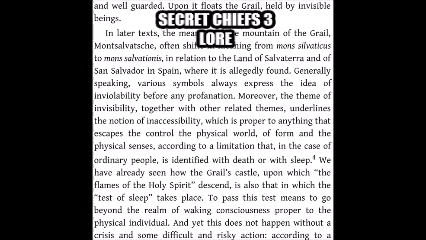 and well guarded. Upon it floats the Grail, held by invisible
beings.
SECRET CHIEFS 3
LORE
In later texts, the mountain of the Grail,
Montsalvatsche, often from mons silvaticus
to mons salvationis, in relation to the Land of Salvaterra and of
San Salvador in Spain, where it is allegedly found. Generally
speaking, various symbols always express the idea of
inviolability before any profanation. Moreover, the theme of
invisibility, together with other related themes, underlines
the notion of inaccessibility, which is proper to anything that
escapes the control the physical world, of form and the
physical senses, according to a limitation that, in the case of
ordinary people, is identified with death or with sleep.4 We
have already seen how the Grail's castle, upon which "the
flames of the Holy Spirit" descend, is also that in which the
"test of sleep" takes place. To pass this test means to go
beyond the realm of waking consciousness proper to the
physical individual. And yet this does not happen without a
crisis and some difficult and risky action: according to a